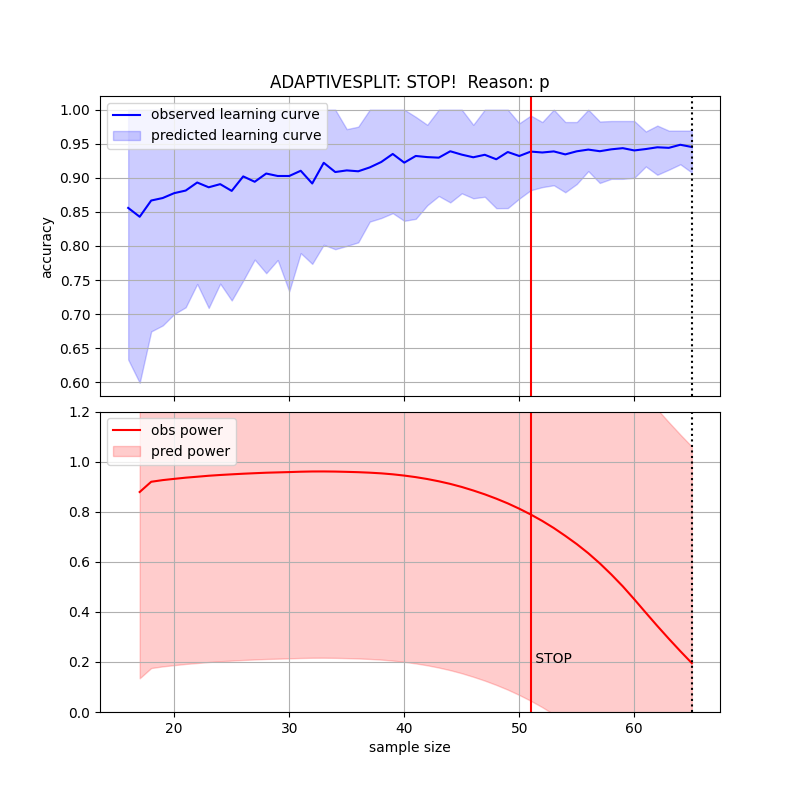 ADAPTIVESPLIT: STOP!  Reason: p
observed learning curve
predicted learning curve
1.00
0.95
0.90
0.85
0.80
0.75
0.70
0.65
0.60
accuracy
obs power
pred power
1.2
1.0
0.8
0.6
0.4
0.2
0.0
STOP
20 30 40 50 60
sample size